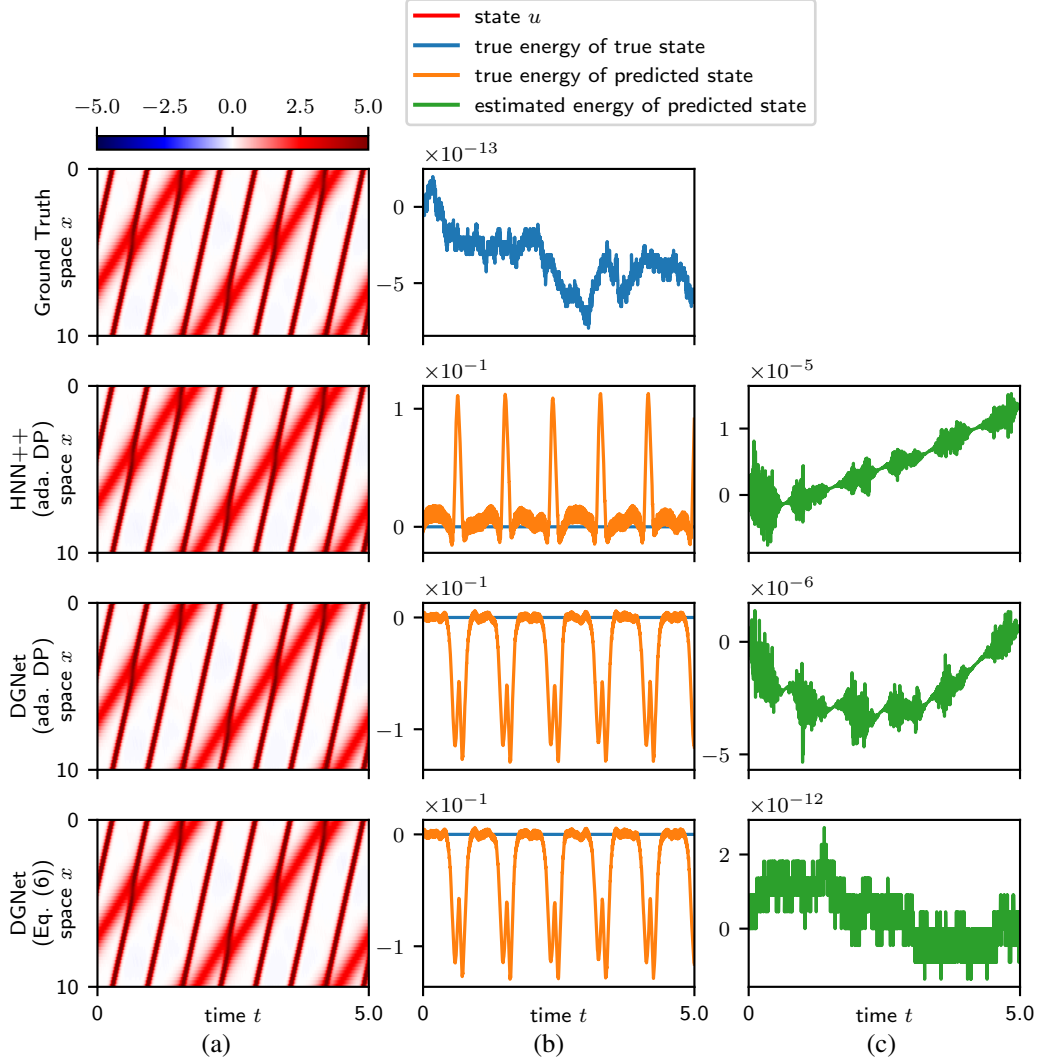 state u
true energy of true state
true energy of predicted state
estimated energy of predicted state
−5.0 −2.5 0.0 2.5 5.0
Ground Truth
space x
0
10
×10−13
0
−5
HNN++
(ada. DP)
space x
0
10
×10−1
1
0
×10−5
1
0
DGNet
(ada. DP)
space x
0
10
×10−1
0
−1
×10−6
0
−5
DGNet
(Eq. (6))
space x
0
10
×10−1
0
−1
×10−12
2
0
0 5.0
time t
0 5.0
time t
0 5.0
time t
(a) (b) (c)